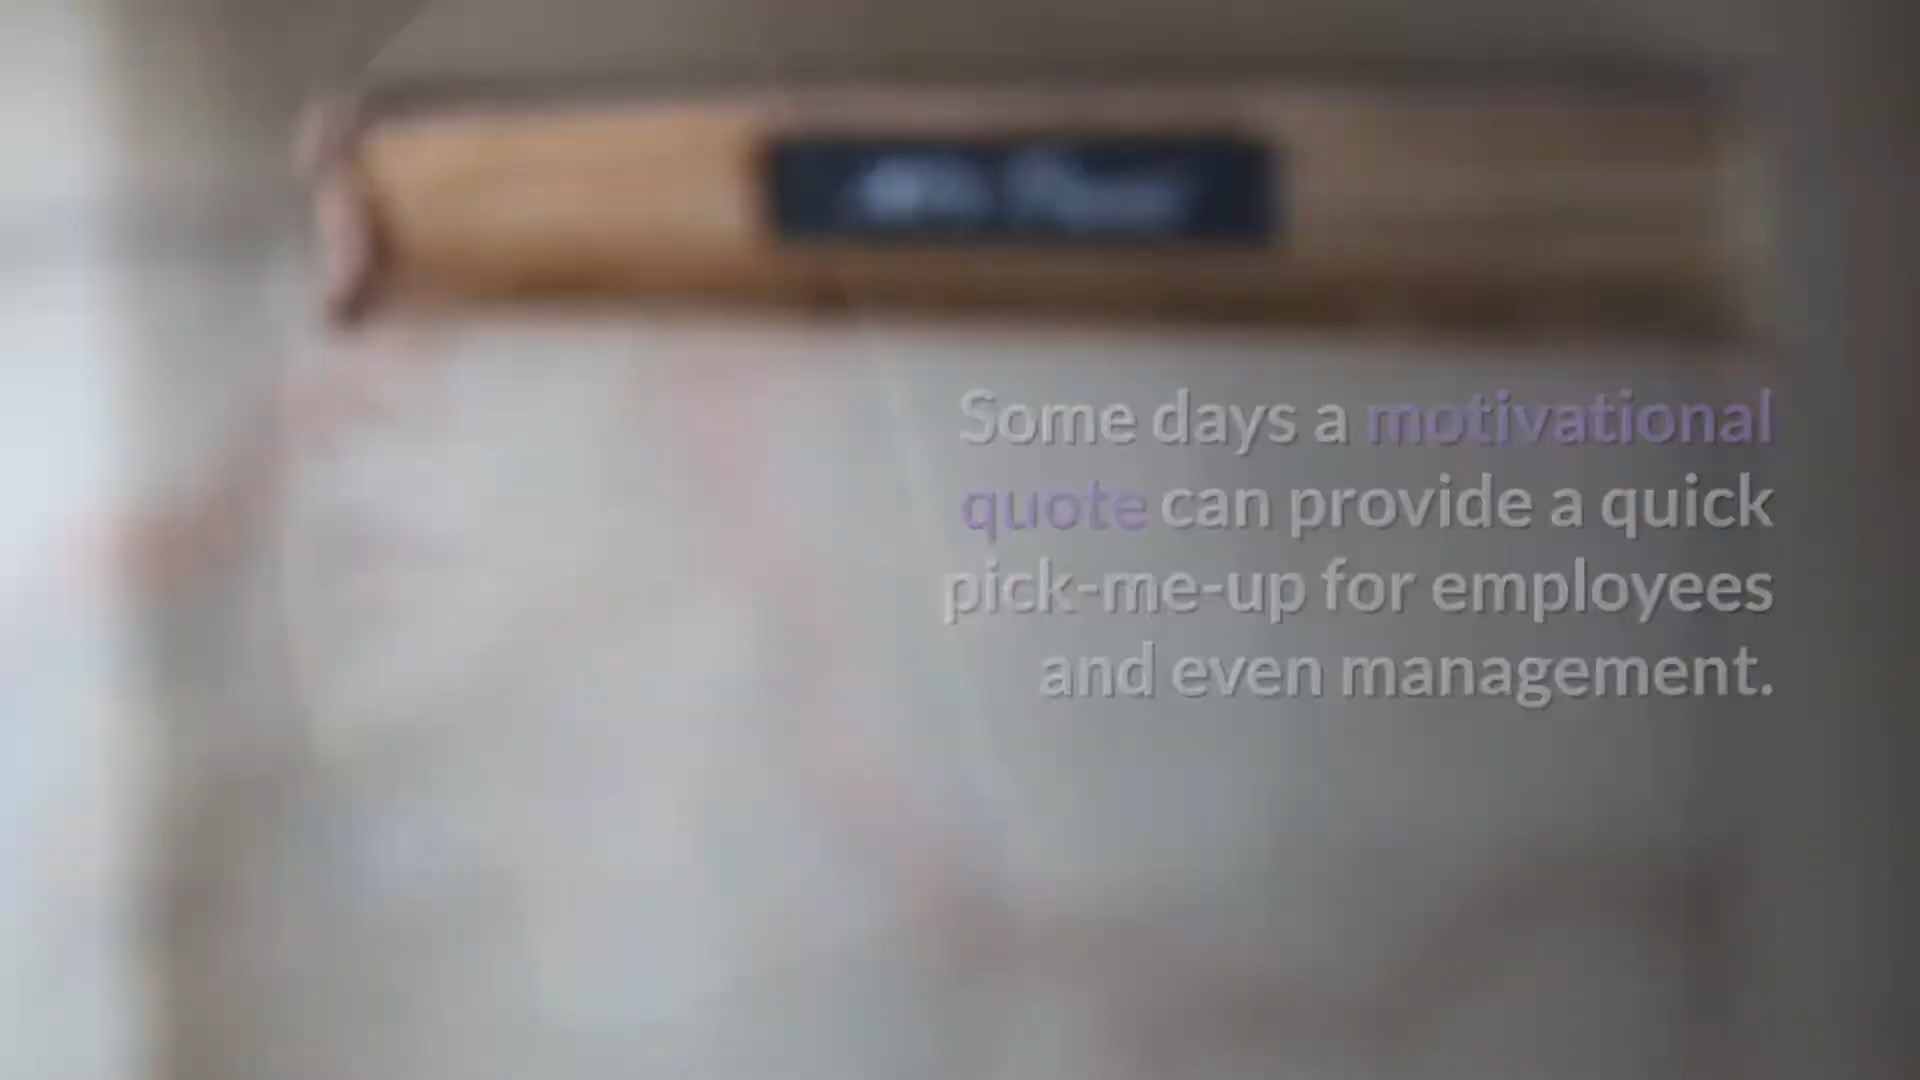 Some days a motivational
quote can provide a quick
pick-me-up for employees
and even management.